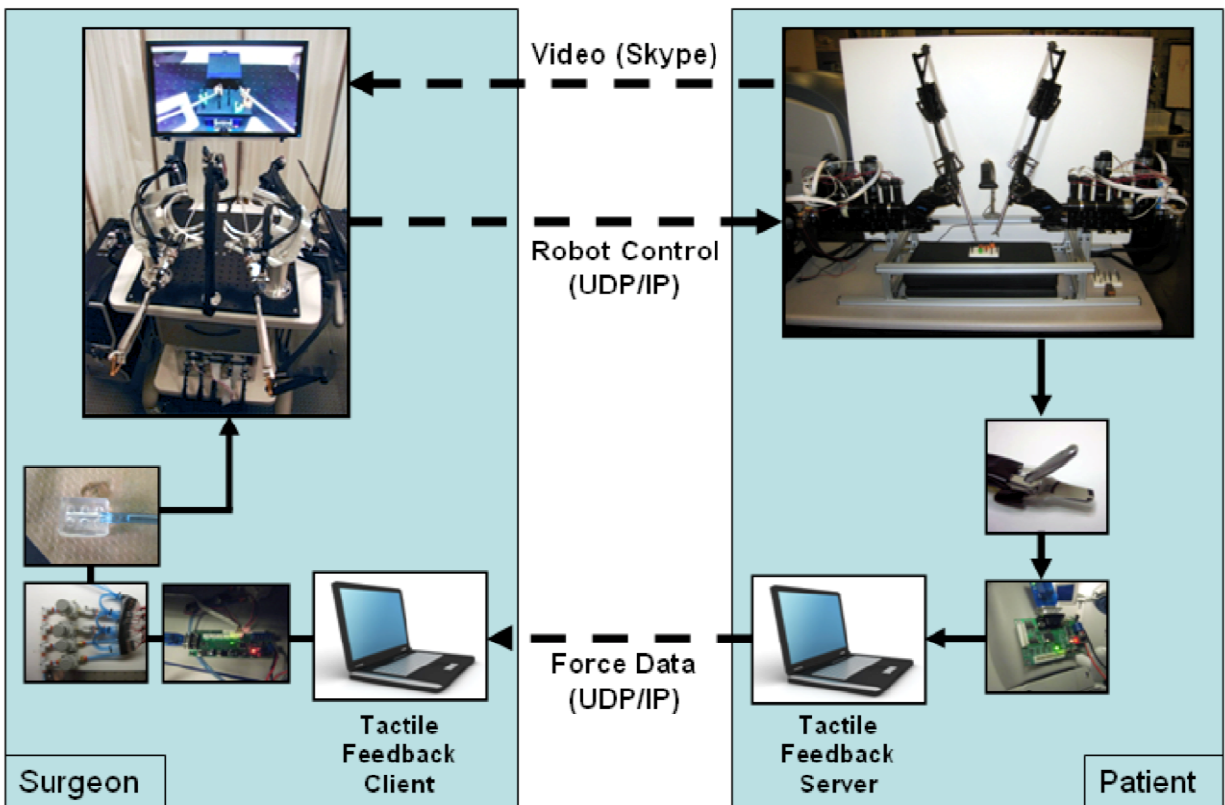 Video (Skype)
Robot Control
(UDP/IP)
Force Data
(UDP/IP)
Tactile
Feedback
Client
Tactile
Feedback
Server
Surgeon
Patient